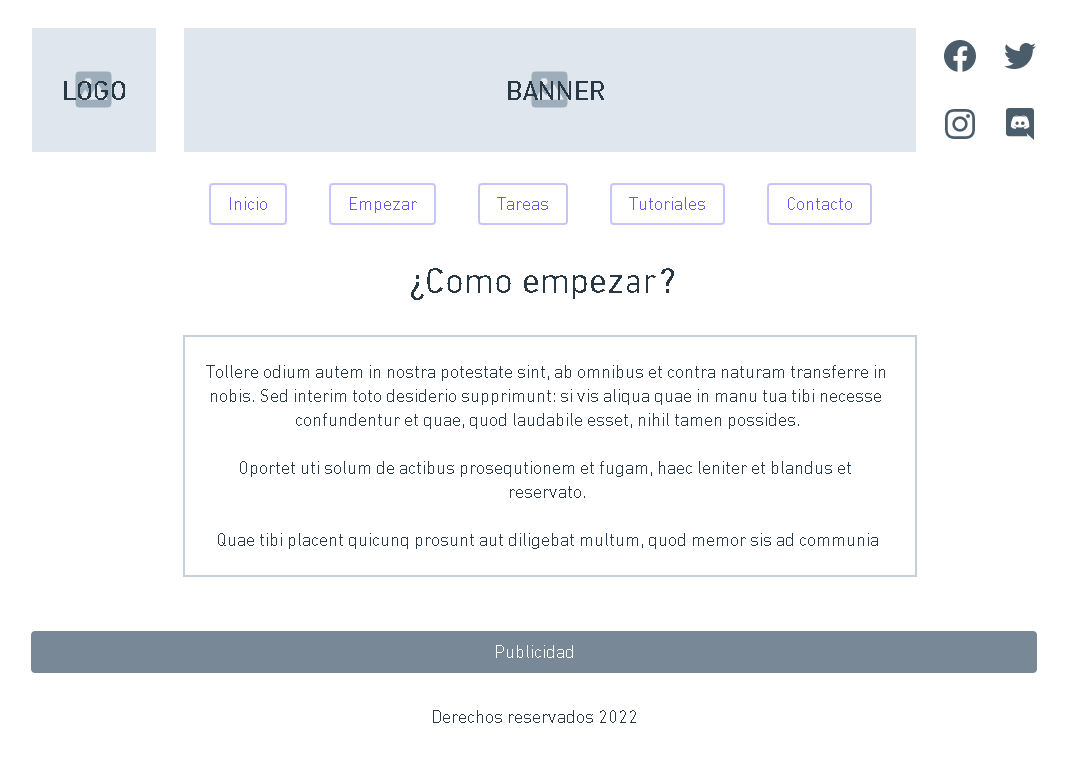 LOGO
BANNER
Inicio
Empezar
Tareas
Tutoriales
Contacto
¿Como empezar?
Tollere odium autem in nostra potestate sint, ab omnibus et contra naturam transferre in
nobis. Sed interim toto desiderio supprimunt: si vis aliqua quae in manu tua tibi necesse
confundentur et quae, quod laudabile esset, nihil tamen possides.
Oportet uti solum de actibus prosequtionem et fugam, haec leniter et blandus et
reservato.
Quae tibi placent quicunq prosunt aut diligebat multum, quod memor sis ad communia
Publicidad
Derechos reservados 2022